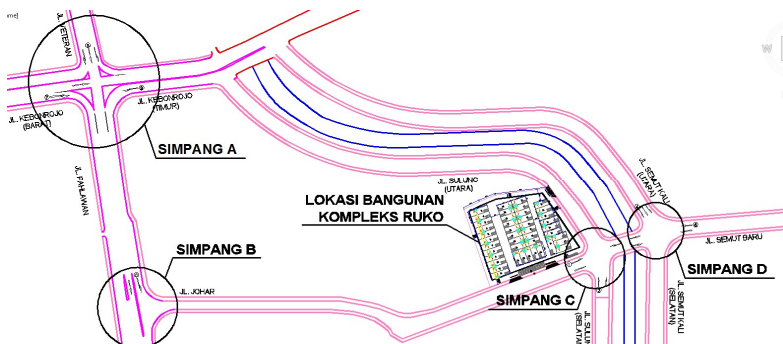 JL. VETERAN
JL. KEBONROJO
(TIMUR)
JL. KEBONROJO
(BARAT)
SIMPANG A
JL. PAHLAWAN
JL. SULUNG
(UTARA)
LOKASI BANGUNAN
KOMPLEKS RUKO
JL. SEMUT KALI
(UTARA)
JL. SEMUT BARU
SIMPANG B
SIMPANG D
JL. JOHAR
SIMPANG C
JL. SEMUT KALI
(SELATAN)